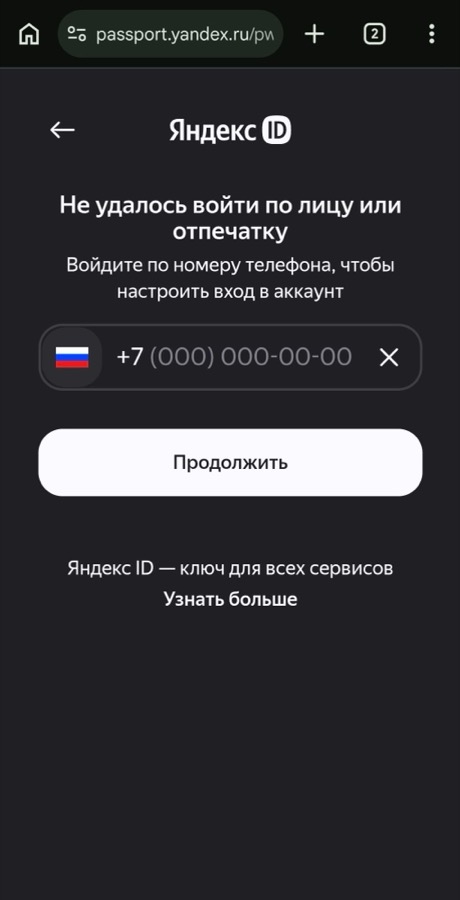 passport.yandex.ru/pw
2
Яндекс ID
Не удалось войти по лицу или
отпечатку
Войдите по номеру телефона, чтобы
настроить вход в аккаунт
+7 (000) 000-00-00
Продолжить
Яндекс ID — ключ для всех сервисов
Узнать больше